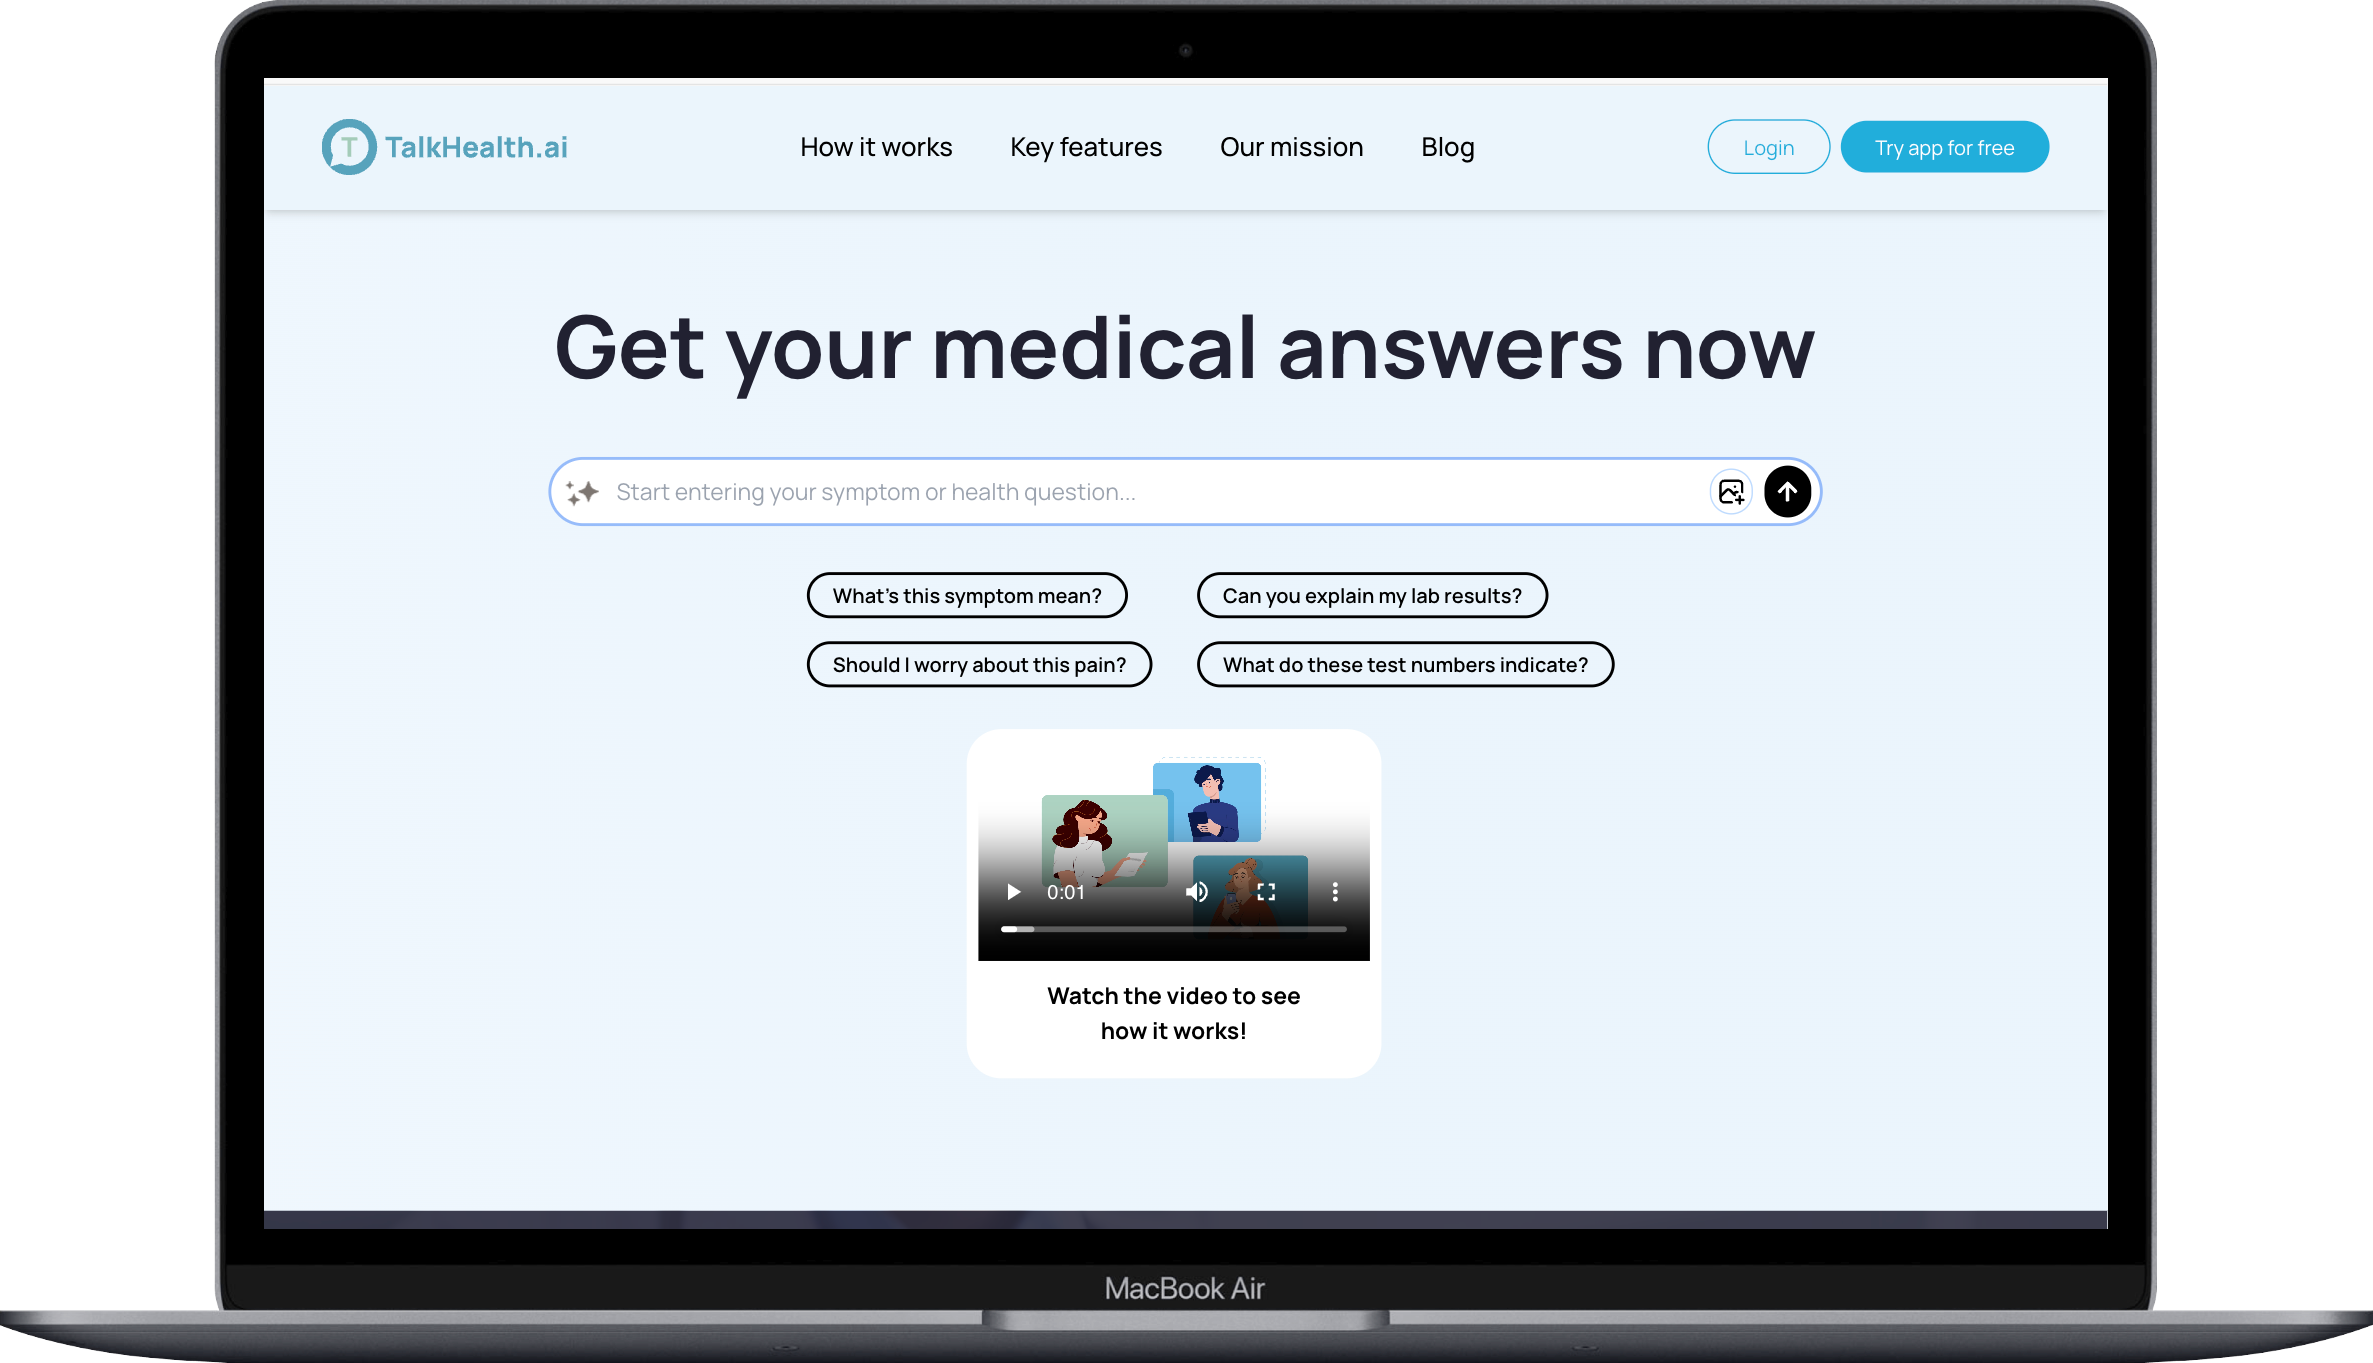 T TalkHealth.ai
How it works Key features Our mission Blog
Login Try app for free
Get your medical answers now
Start entering your symptom or health question...
What's this symptom mean? Can you explain my lab results?
Should I worry about this pain? What do these test numbers indicate?
0:01
Watch the video to see
how it works!
MacBook Air